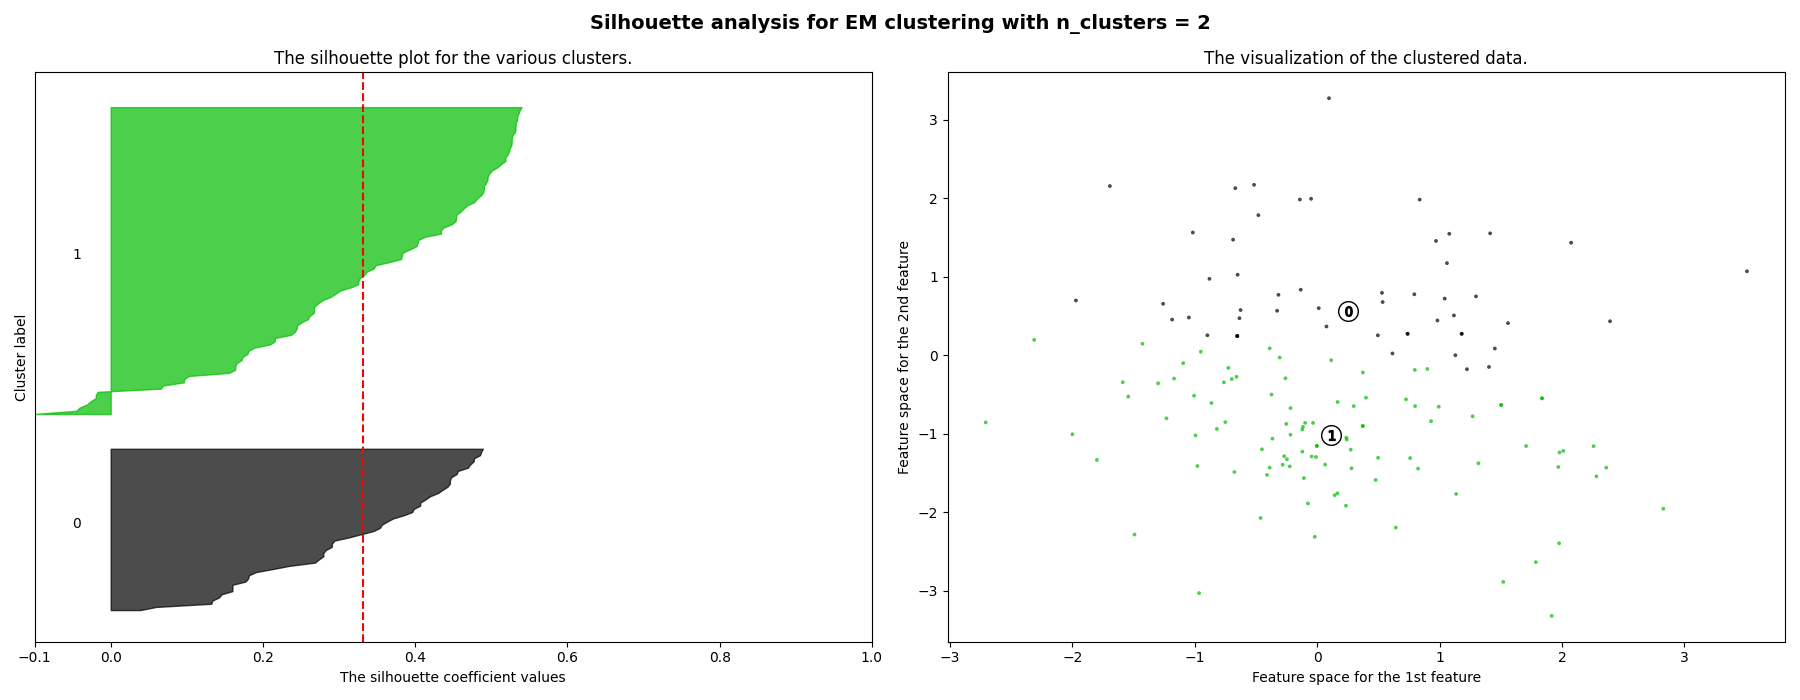 Silhouette analysis for EM clustering with n_clusters = 2
The silhouette plot for the various clusters.
Cluster label
1
0
−0.1 0.0 0.2 0.4 0.6 0.8 1.0
The silhouette coefficient values
The visualization of the clustered data.
Feature space for the 2nd feature
3
2
1
0
−1
−2
−3
0
1
−3 −2 −1 0 1 2 3
Feature space for the 1st feature